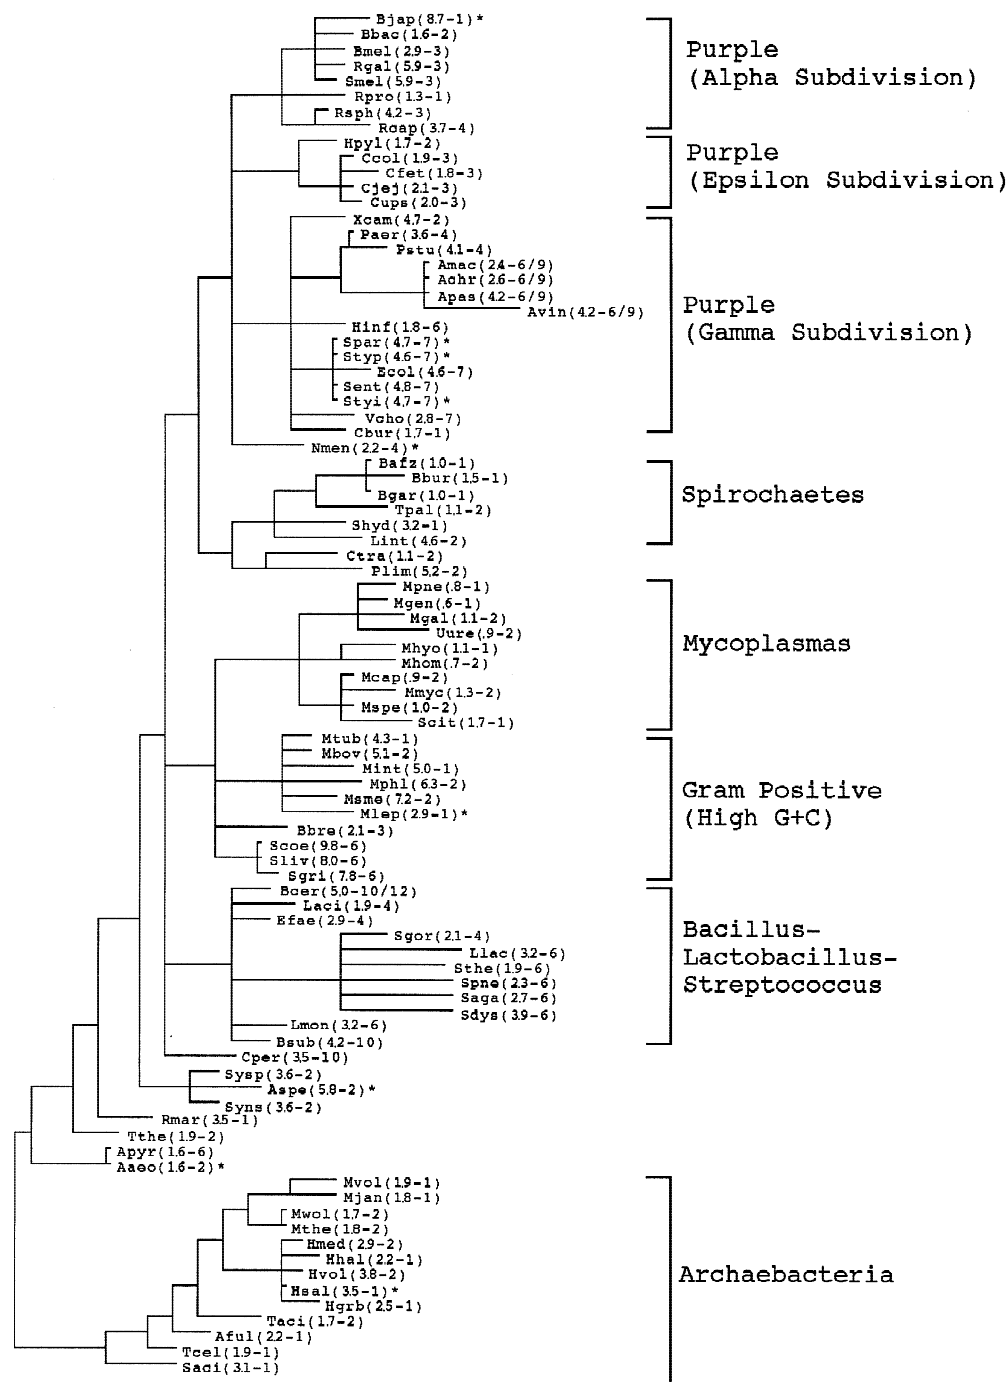 Bjap(8.7-1)*
Bbac(1.6-2)
Bmel(2.9-3)
Rgal(5.9-3)
Smel(5.9-3)
Rpro(1.3-1)
Rsph(4.2-3)
Rcap(3.7-4)
Purple
(Alpha Subdivision)
Hpyl(1.7-2)
Ccol(1.9-3)
Cfet(1.8-3)
Cjej(2.1-3)
Cups(2.0-3)
Purple
(Epsilon Subdivision)
Xcam(4.7-2)
Paer(3.6-4)
Pstu(4.1-4)
Amac(2.4-6/9)
Achr(2.6-6/9)
Apas(4.2-6/9)
Avin(4.2-6/9)
Hinf(1.8-6)
Spar(4.7-7)*
Styp(4.6-7)*
Ecol(4.6-7)
Sent(4.8-7)
Styi(4.7-7)*
Vcho(2.8-7)
Cbur(1.7-1)
Purple
(Gamma Subdivision)
Nmen(2.2-4)*
Bafz(1.0-1)
Bbur(1.5-1)
Bgar(1.0-1)
Tpal(1.1-2)
Shyd(3.2-1)
Lint(4.6-2)
Spirochaetes
Ctra(1.1-2)
Plim(5.2-2)
Mpne(.8-1)
Mgen(.6-1)
Mgal(1.1-2)
Uure(.9-2)
Mhyo(1.1-1)
Mhom(.7-2)
Mcap(.9-2)
Mmyc(1.3-2)
Mspe(1.0-2)
Scit(1.7-1)
Mycoplasmas
Mtub(4.3-1)
Mbov(5.1-2)
Mint(5.0-1)
Mphl(6.3-2)
Msme(7.2-2)
Mlep(2.9-1)*
Bbre(2.1-3)
Scoe(9.8-6)
Sliv(8.0-6)
Sgri(7.8-6)
Gram Positive
(High G+C)
Bcer(5.0-10/12)
Laci(1.9-4)
Efae(2.9-4)
Sgor(2.1-4)
Llac(3.2-6)
Sthe(1.9-6)
Spne(2.3-6)
Saga(2.7-6)
Sdys(3.9-6)
Lmon(3.2-6)
Bsub(4.2-10)
Bacillus-
Lactobacillus-
Streptococcus
Cper(3.5-10)
Sysp(3.6-2)
Aspe(5.8-2)*
Syns(3.6-2)
Rmar(3.5-1)
Tthe(1.9-2)
Apyr(1.6-6)
Aaeo(1.6-2)*
Mvol(1.9-1)
Mjan(1.8-1)
Mwol(1.7-2)
Mthe(1.8-2)
Hmed(2.9-2)
Hhal(2.2-1)
Hvol(3.8-2)
Hsal(3.5-1)*
Hgrb(2.5-1)
Taci(1.7-2)
Aful(2.2-1)
Tcel(1.9-1)
Saci(3.1-1)
Archaebacteria